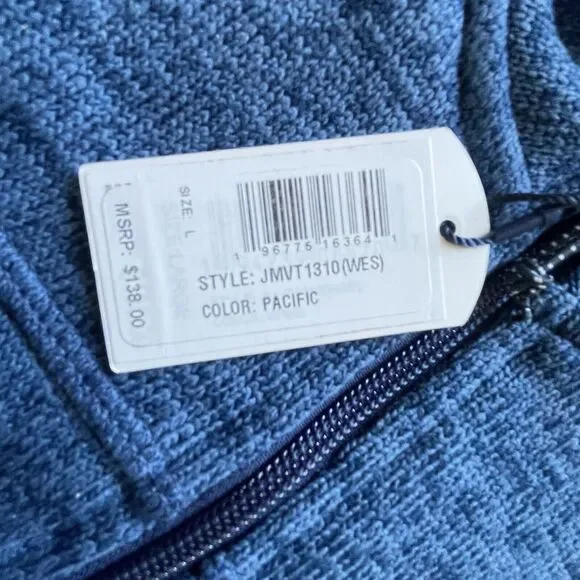 SIZE: L
1 96775 16364 1
STYLE: JMVT1310(WES)
COLOR: PACIFIC
MSRP: $138.00